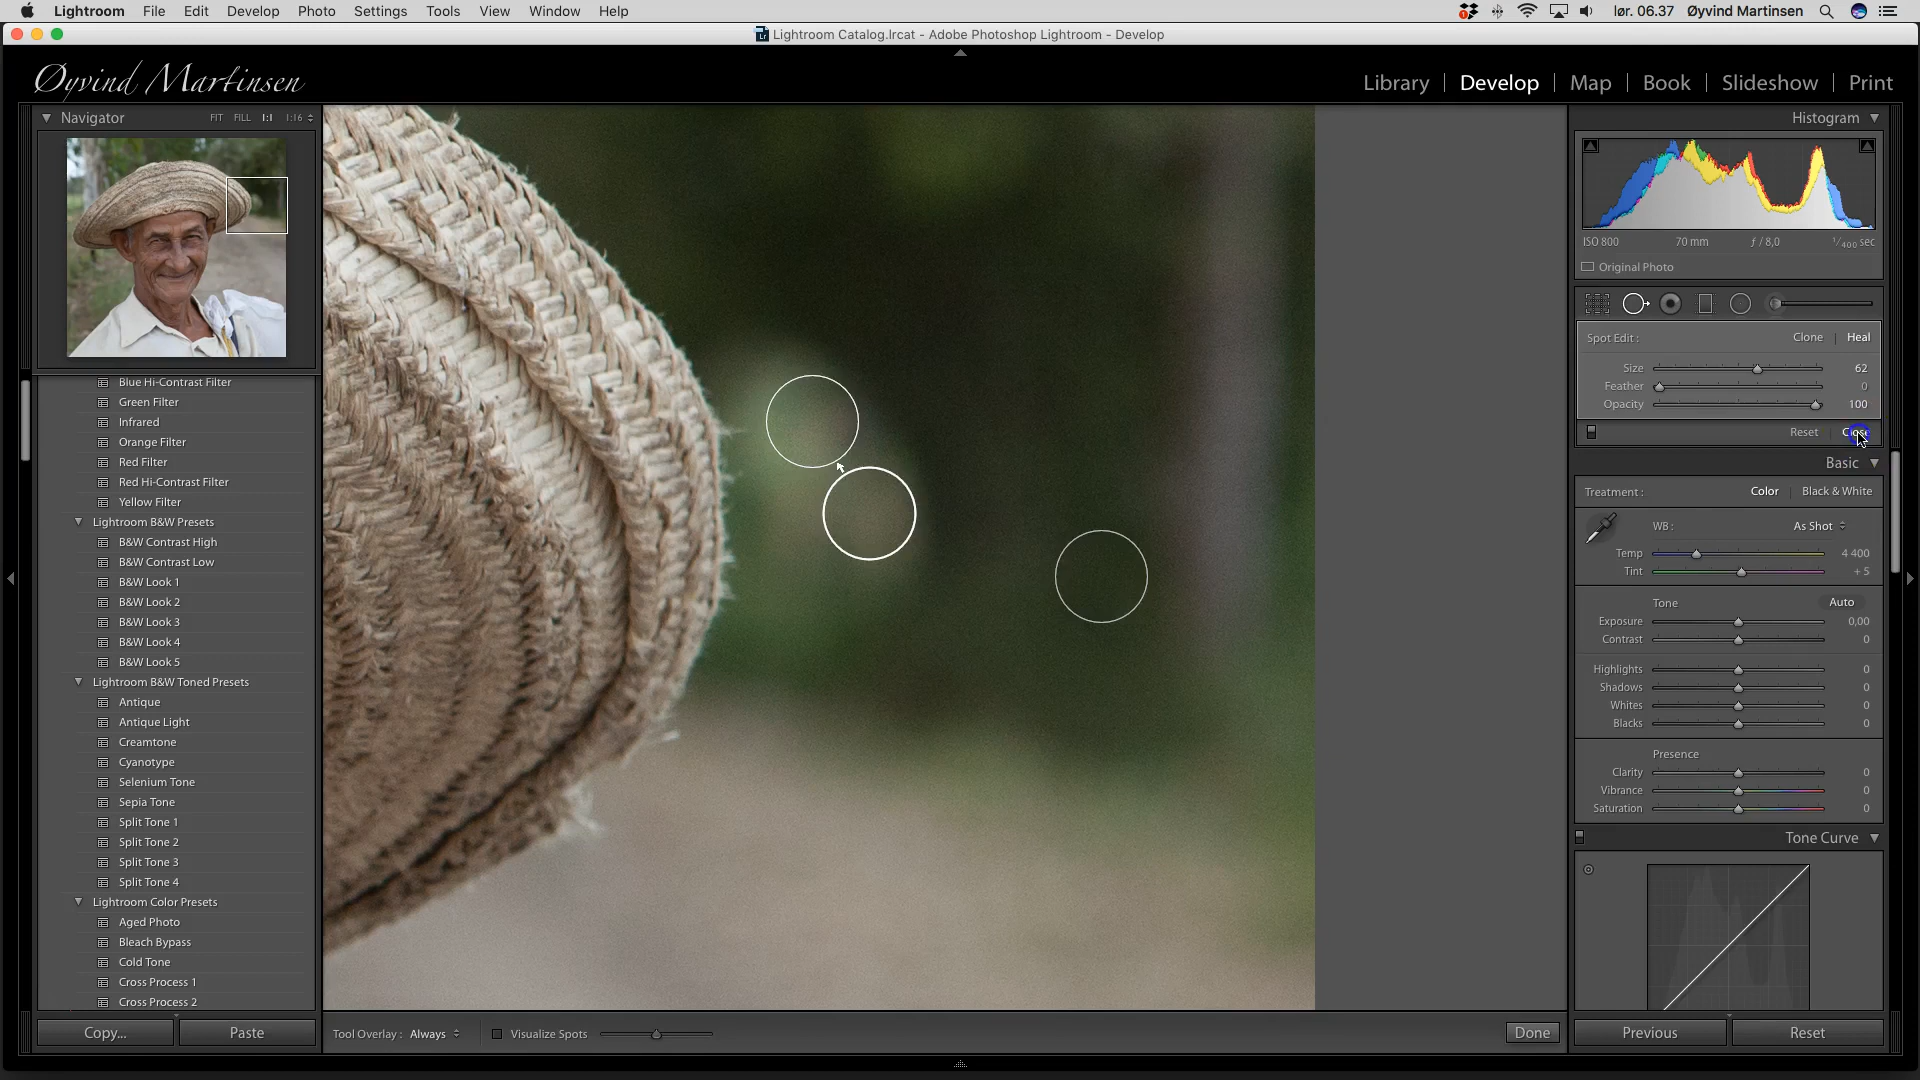 Lightroom File Edit Develop Photo Settings Tools View Window Help 1 lør. 06.37 Øyvind Martinsen
Lr Lightroom Catalog.lrcat - Adobe Photoshop Lightroom - Develop
Øyvind Martinsen
Library | Develop | Map | Book | Slideshow | Print
Navigator FIT FILL 1:1 1:16
Blue Hi-Contrast Filter
Green Filter
Infrared
Orange Filter
Red Filter
Red Hi-Contrast Filter
Yellow Filter
Lightroom B&W Presets
B&W Contrast High
B&W Contrast Low
B&W Look 1
B&W Look 2
B&W Look 3
B&W Look 4
B&W Look 5
Lightroom B&W Toned Presets
Antique
Antique Light
Creamtone
Cyanotype
Selenium Tone
Sepia Tone
Split Tone 1
Split Tone 2
Split Tone 3
Split Tone 4
Lightroom Color Presets
Aged Photo
Bleach Bypass
Cold Tone
Cross Process 1
Cross Process 2
Copy... Paste
Tool Overlay : Always Visualize Spots Done
Histogram
ISO 800 70 mm ƒ / 8,0 1/400 sec
Original Photo
Spot Edit : Clone | Heal
Size 62
Feather 0
Opacity 100
Reset | Close
Basic
Treatment : Color | Black & White
WB : As Shot
Temp 4 400
Tint + 5
Tone Auto
Exposure 0,00
Contrast 0
Highlights 0
Shadows 0
Whites 0
Blacks 0
Presence
Clarity 0
Vibrance 0
Saturation 0
Tone Curve
Previous Reset